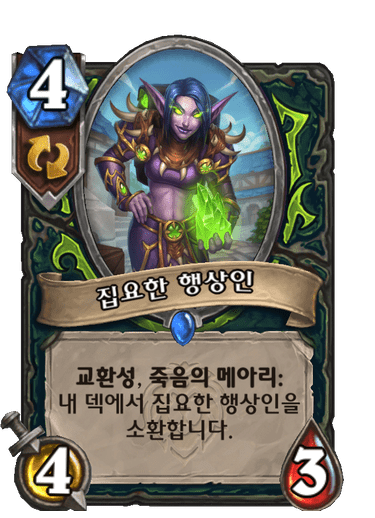 4
집요한 행상인
교환성, 죽음의 메아리:
내 덱에서 집요한 행상인을
소환합니다.
4
3